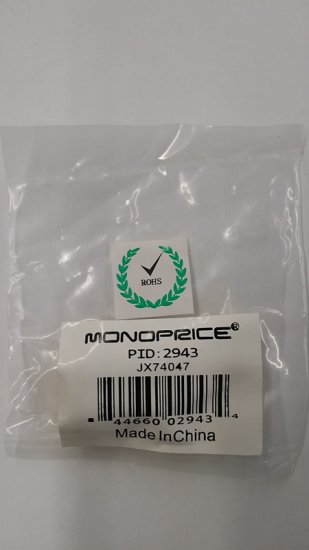 ROHS
MONOPRICE®
PID:2943
JX74047
8 44660 02943 4
Made In China